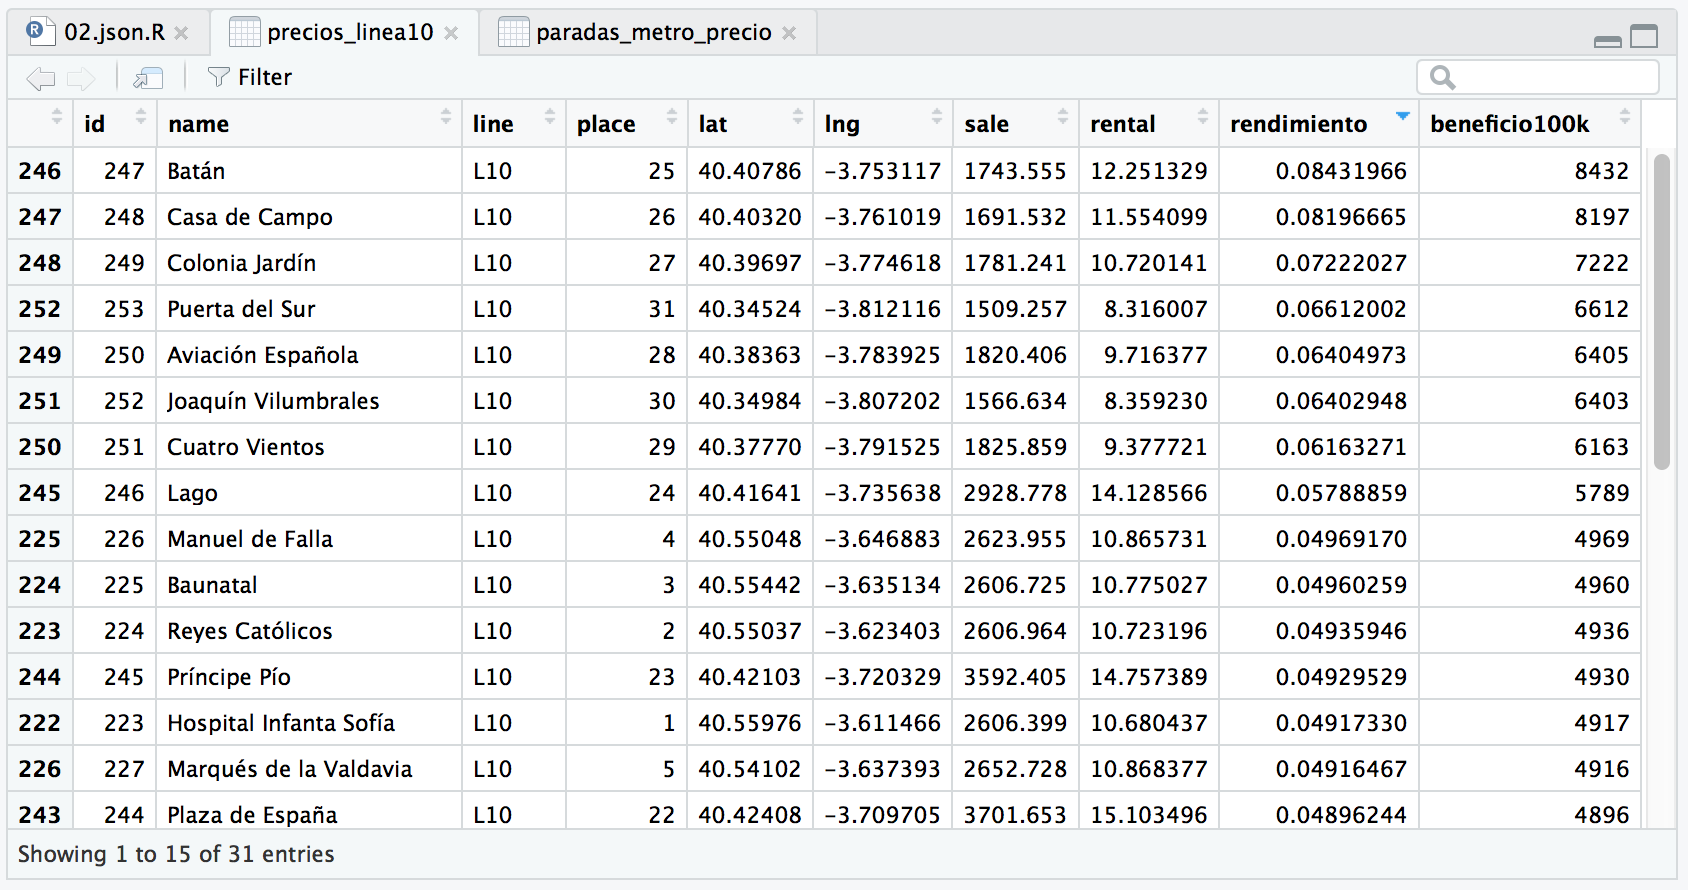 02.json.R precios_linea10 paradas_metro_precio
Filter
id name line place lat lng sale rental rendimiento beneficio100k
246 247 Batán L10 25 40.40786 -3.753117 1743.555 12.251329 0.08431966 8432
247 248 Casa de Campo L10 26 40.40320 -3.761019 1691.532 11.554099 0.08196665 8197
248 249 Colonia Jardín L10 27 40.39697 -3.774618 1781.241 10.720141 0.07222027 7222
252 253 Puerta del Sur L10 31 40.34524 -3.812116 1509.257 8.316007 0.06612002 6612
249 250 Aviación Española L10 28 40.38363 -3.783925 1820.406 9.716377 0.06404973 6405
251 252 Joaquín Vilumbrales L10 30 40.34984 -3.807202 1566.634 8.359230 0.06402948 6403
250 251 Cuatro Vientos L10 29 40.37770 -3.791525 1825.859 9.377721 0.06163271 6163
245 246 Lago L10 24 40.41641 -3.735638 2928.778 14.128566 0.05788859 5789
225 226 Manuel de Falla L10 4 40.55048 -3.646883 2623.955 10.865731 0.04969170 4969
224 225 Baunatal L10 3 40.55442 -3.635134 2606.725 10.775027 0.04960259 4960
223 224 Reyes Católicos L10 2 40.55037 -3.623403 2606.964 10.723196 0.04935946 4936
244 245 Príncipe Pío L10 23 40.42103 -3.720329 3592.405 14.757389 0.04929529 4930
222 223 Hospital Infanta Sofía L10 1 40.55976 -3.611466 2606.399 10.680437 0.04917330 4917
226 227 Marqués de la Valdavia L10 5 40.54102 -3.637393 2652.728 10.868377 0.04916467 4916
243 244 Plaza de España L10 22 40.42408 -3.709705 3701.653 15.103496 0.04896244 4896
Showing 1 to 15 of 31 entries